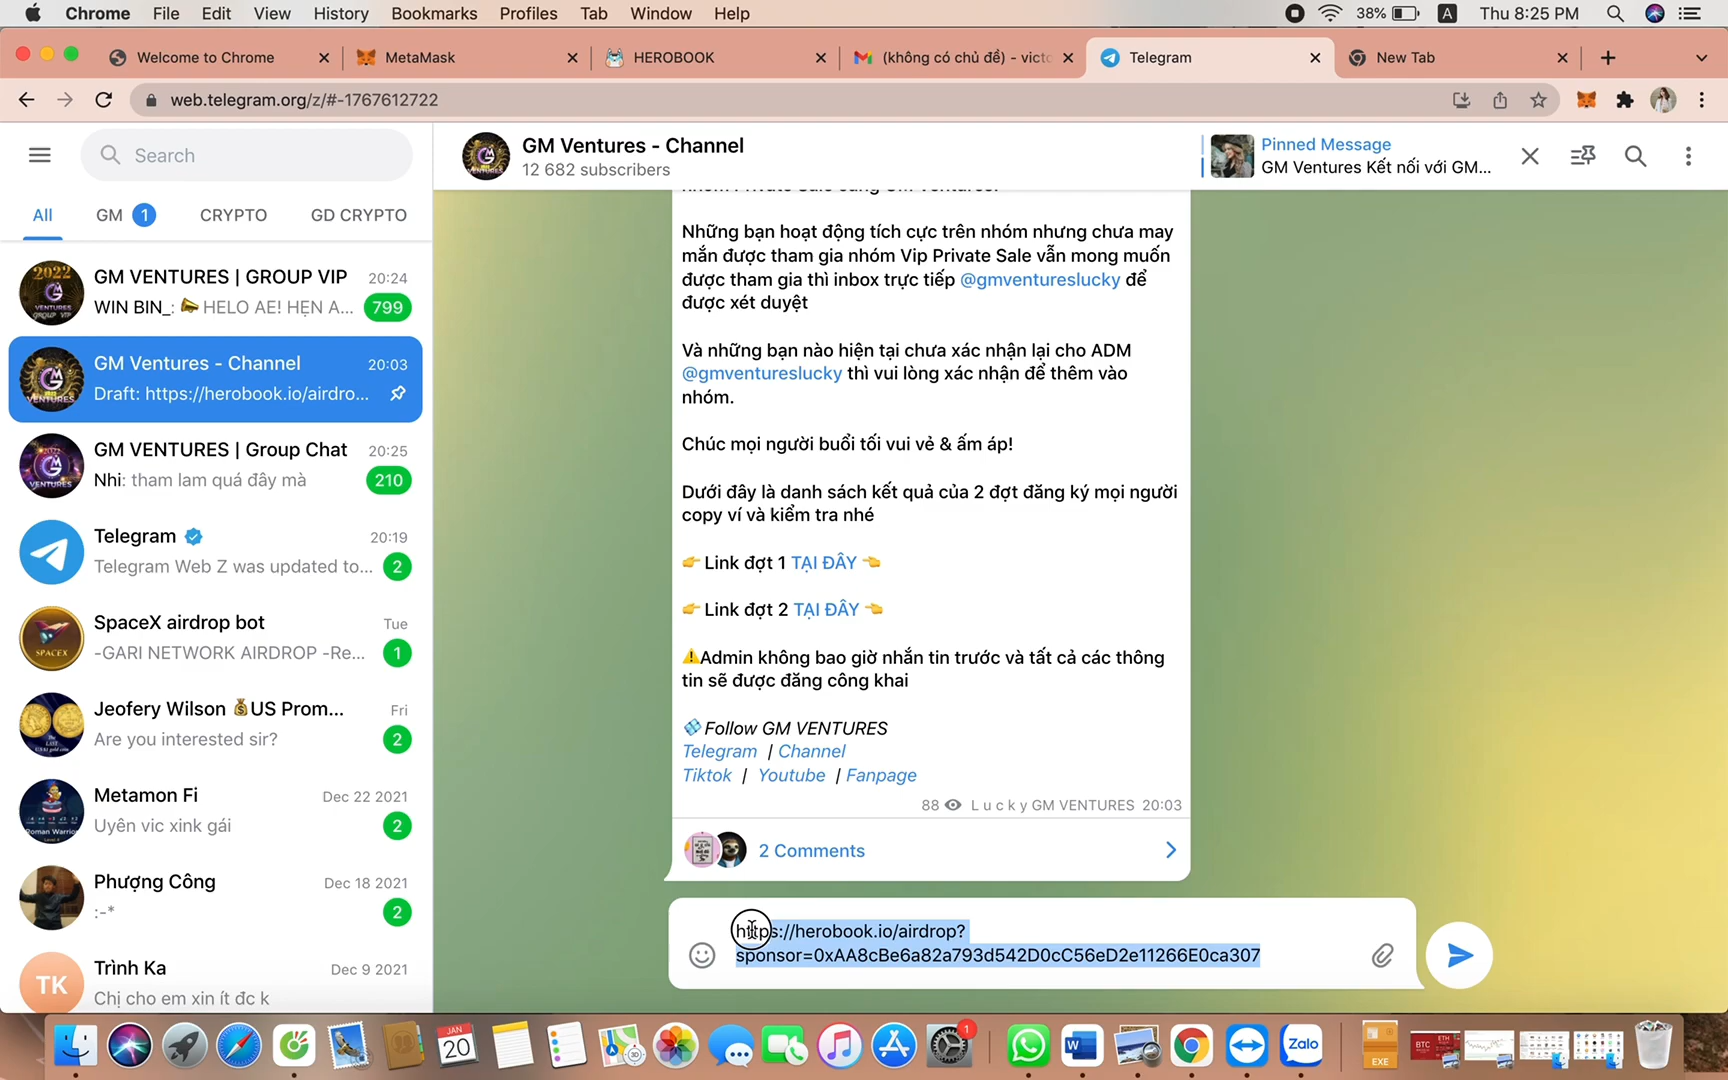 Chrome File Edit View History Bookmarks Profiles Tab Window Help
38% A Thu 8:25 PM
Welcome to Chrome
MetaMask
HEROBOOK
(không có chủ đề) - victo
Telegram
New Tab
web.telegram.org/z/#-1767612722
Search
All
GM 1
CRYPTO
GD CRYPTO
GM VENTURES | GROUP VIP 20:24
WIN BIN_: 📣 HELO AE! HẸN A... 799
GM Ventures - Channel 20:03
Draft: https://herobook.io/airdro...
GM VENTURES | Group Chat 20:25
Nhi: tham lam quá đây mà 210
Telegram 20:19
Telegram Web Z was updated to... 2
SpaceX airdrop bot Tue
-GARI NETWORK AIRDROP -Re... 1
Jeofery Wilson 💰US Prom... Fri
Are you interested sir? 2
Metamon Fi Dec 22 2021
Uyên vic xink gái 2
Phượng Công Dec 18 2021
:-* 2
TK
Trình Ka Dec 9 2021
Chị cho em xin ít đc k
GM Ventures - Channel
12 682 subscribers
Pinned Message
GM Ventures Kết nối với GM...
Những bạn hoạt động tích cực trên nhóm nhưng chưa may
mắn được tham gia nhóm Vip Private Sale vẫn mong muốn
được tham gia thì inbox trực tiếp @gmventureslucky để
được xét duyệt
Và những bạn nào hiện tại chưa xác nhận lại cho ADM
@gmventureslucky thì vui lòng xác nhận để thêm vào
nhóm.
Chúc mọi người buổi tối vui vẻ & ấm áp!
Dưới đây là danh sách kết quả của 2 đợt đăng ký mọi người
copy ví và kiểm tra nhé
👉 Link đợt 1 TẠI ĐÂY 👈
👉 Link đợt 2 TẠI ĐÂY 👈
⚠️Admin không bao giờ nhắn tin trước và tất cả các thông
tin sẽ được đăng công khai
Follow GM VENTURES
Telegram | Channel
Tiktok | Youtube | Fanpage
88 L u c k y GM VENTURES 20:03
2 Comments
https://herobook.io/airdrop?
sponsor=0xAA8cBe6a82a793d542D0cC56eD2e11266E0ca307
JAN
20
1
Zalo
EXE
BTC ETH